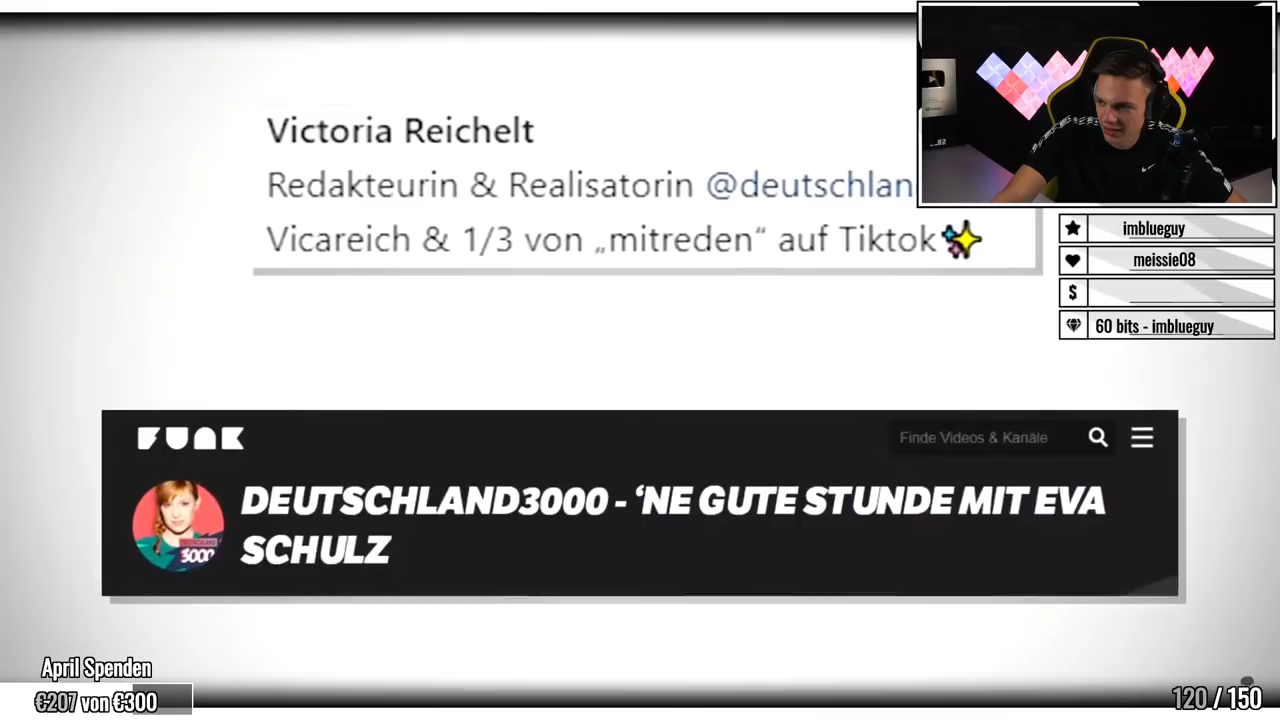 Victoria Reichelt
Redakteurin & Realisatorin @deutschlan
Vicareich & 1/3 von „mitreden“ auf Tiktok
imblueguy
meissie08
$
60 bits - imblueguy
FUNK
Finde Videos & Kanäle
DEUTSCHLAND3000 - ‘NE GUTE STUNDE MIT EVA
SCHULZ
3000
April Spenden
€207 von €300
120 / 150